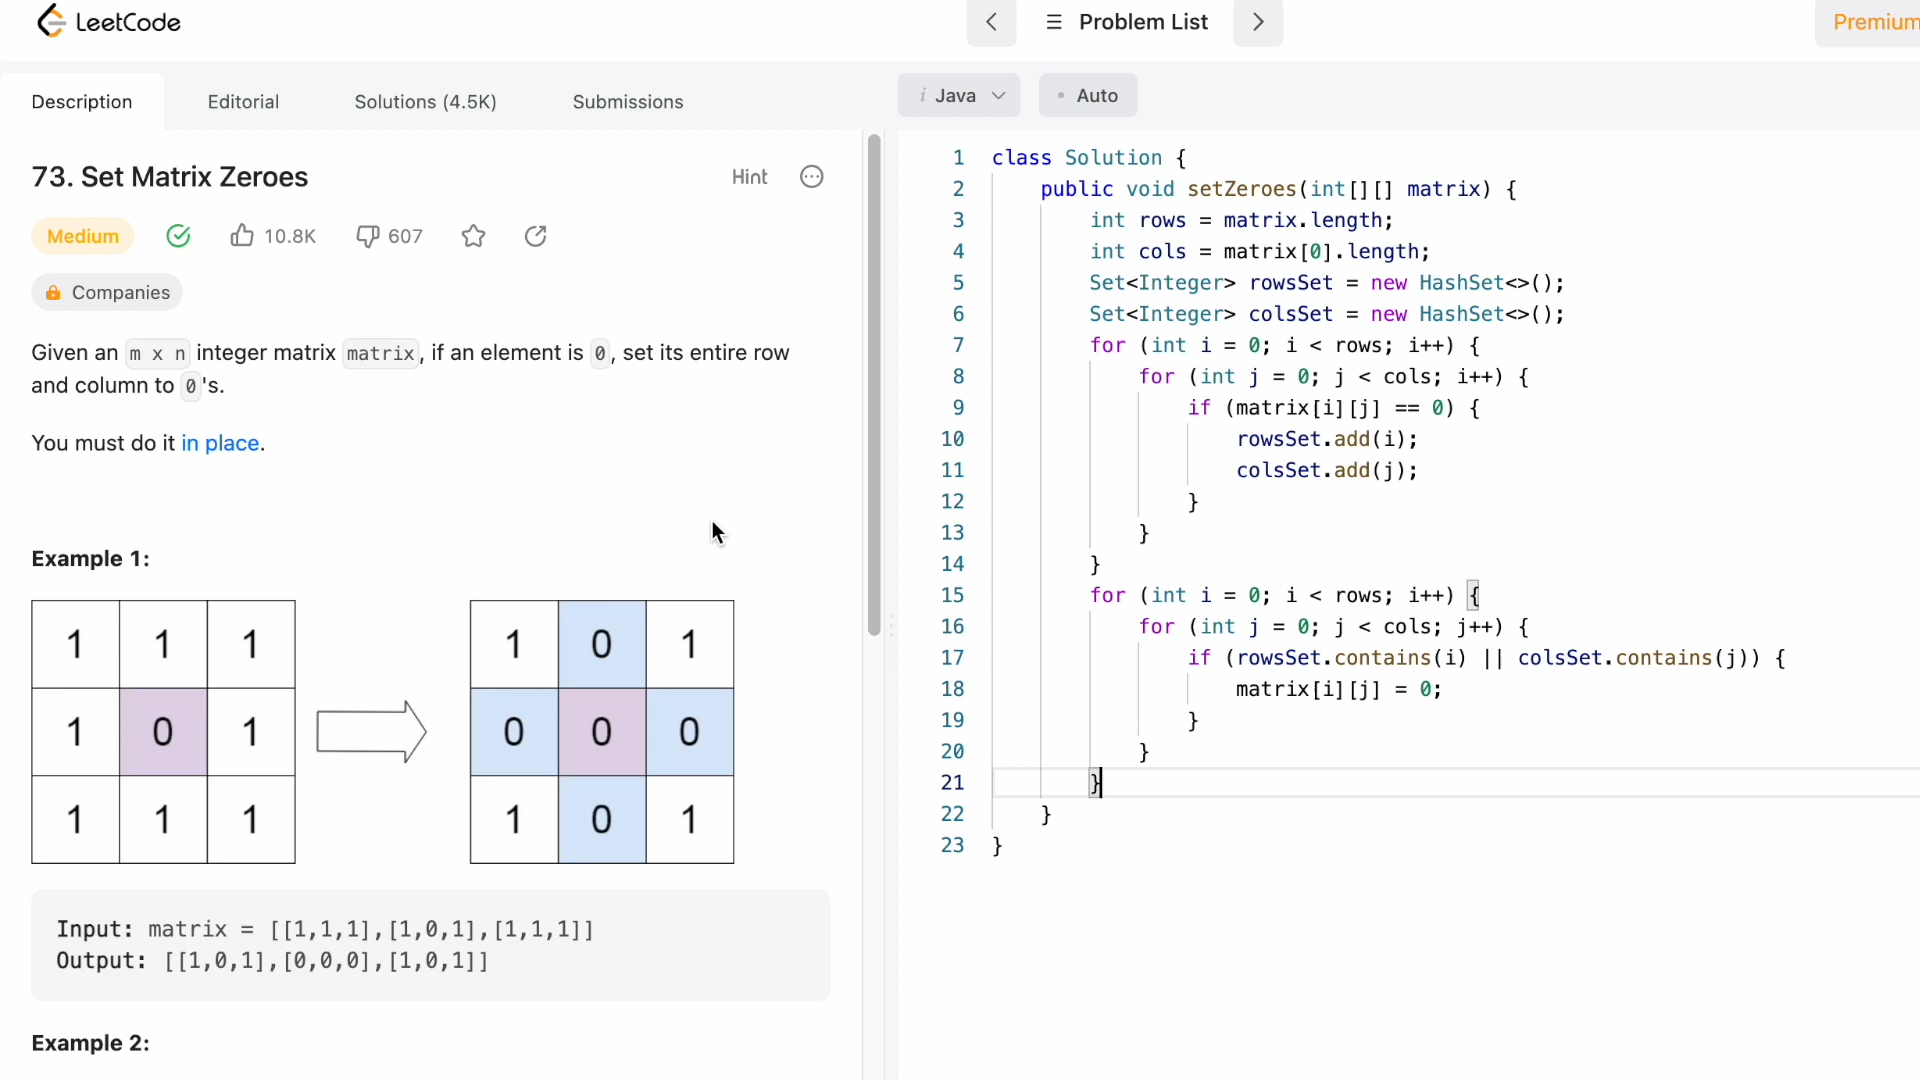 LeetCode
Problem List
Premium
Description
Editorial
Solutions (4.5K)
Submissions
i Java
• Auto
73. Set Matrix Zeroes
Hint
Medium
10.8K
607
Companies
Given an m x n integer matrix matrix, if an element is 0, set its entire row
and column to 0's.
You must do it in place.
Example 1:
1 1 1
1 0 1
1 1 1
1 0 1
0 0 0
1 0 1
Input: matrix = [[1,1,1],[1,0,1],[1,1,1]]
Output: [[1,0,1],[0,0,0],[1,0,1]]
Example 2:
1 class Solution {
2 public void setZeroes(int[][] matrix) {
3 int rows = matrix.length;
4 int cols = matrix[0].length;
5 Set<Integer> rowsSet = new HashSet<>();
6 Set<Integer> colsSet = new HashSet<>();
7 for (int i = 0; i < rows; i++) {
8 for (int j = 0; j < cols; i++) {
9 if (matrix[i][j] == 0) {
10 rowsSet.add(i);
11 colsSet.add(j);
12 }
13 }
14 }
15 for (int i = 0; i < rows; i++) {
16 for (int j = 0; j < cols; j++) {
17 if (rowsSet.contains(i) || colsSet.contains(j)) {
18 matrix[i][j] = 0;
19 }
20 }
21 }
22 }
23 }